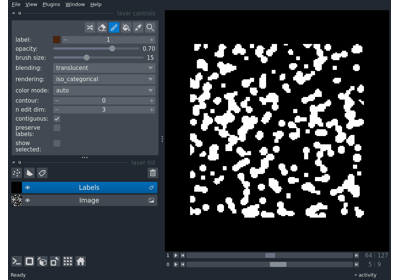 File View Plugins Window Help
layer controls
label: 1
opacity: 0.70
brush size: 15
blending: translucent
rendering: iso_categorical
color mode: auto
contour: 0
n edit dim: 3
contiguous:
preserve
labels:
show
selected:
layer list
Labels
Image
1 64 127
0 5 9
Ready activity